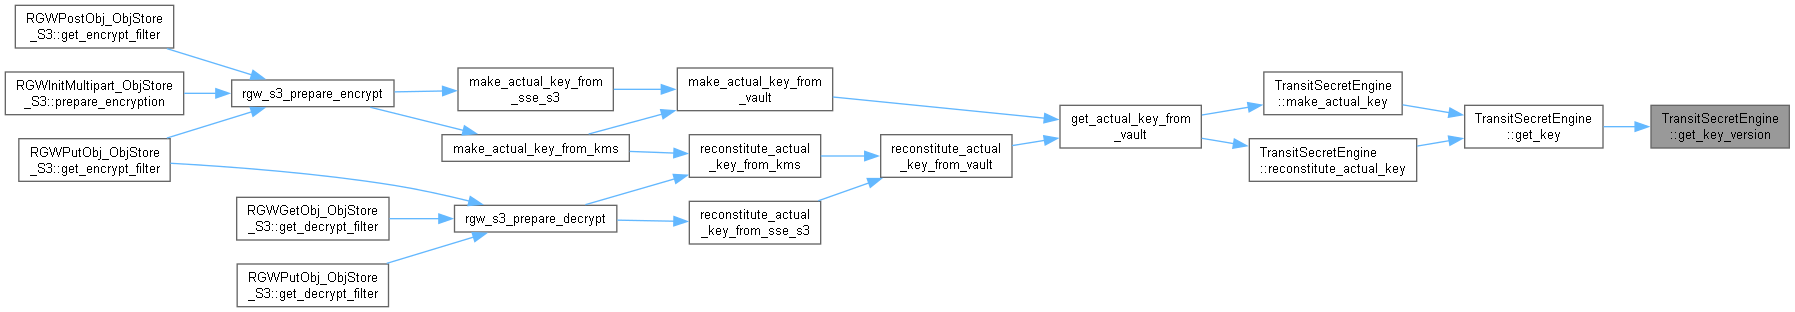 RGWPostObj_ObjStore
_S3::get_encrypt_filter
RGWInitMultipart_ObjStore
_S3::prepare_encryption
RGWPutObj_ObjStore
_S3::get_encrypt_filter
rgw_s3_prepare_encrypt
RGWGetObj_ObjStore
_S3::get_decrypt_filter
RGWPutObj_ObjStore
_S3::get_decrypt_filter
make_actual_key_from
_sse_s3
make_actual_key_from_kms
rgw_s3_prepare_decrypt
make_actual_key_from
_vault
reconstitute_actual
_key_from_kms
reconstitute_actual
_key_from_sse_s3
reconstitute_actual
_key_from_vault
get_actual_key_from
_vault
TransitSecretEngine
::make_actual_key
TransitSecretEngine
::reconstitute_actual_key
TransitSecretEngine
::get_key
TransitSecretEngine
::get_key_version